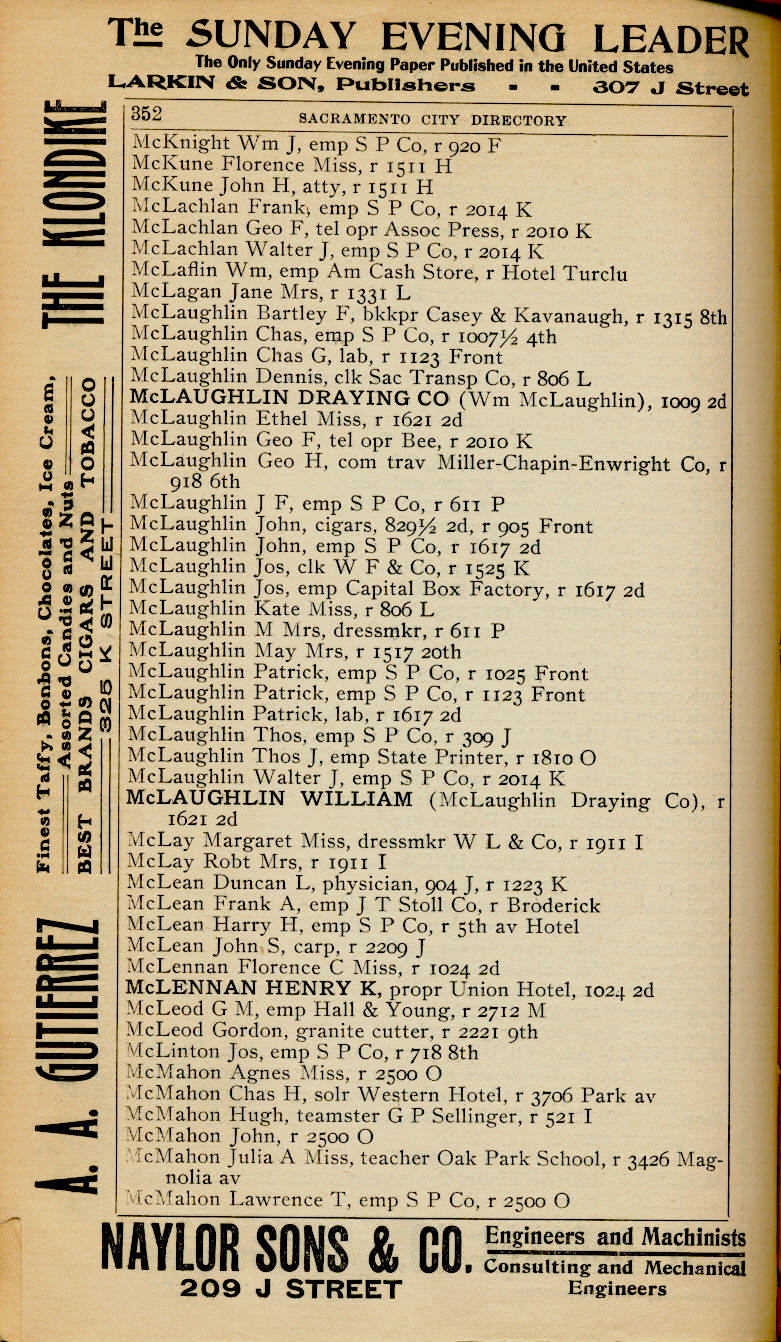 The SUNDAY EVENING LEADER
The Only Sunday Evening Paper Published in the United States
LARKIN & SON, Publishers - - 307 J Street
352 SACRAMENTO CITY DIRECTORY
McKnight Wm J, emp S P Co, r 920 F
McKune Florence Miss, r 1511 H
McKune John H, atty, r 1511 H
McLachlan Frank, emp S P Co, r 2014 K
McLachlan Geo F, tel opr Assoc Press, r 2010 K
McLachlan Walter J, emp S P Co, r 2014 K
McLaflin Wm, emp Am Cash Store, r Hotel Turclu
McLagan Jane Mrs, r 1331 L
McLaughlin Bartley F, bkkpr Casey & Kavanaugh, r 1315 8th
McLaughlin Chas, emp S P Co, r 1007½ 4th
McLaughlin Chas G, lab, r 1123 Front
McLaughlin Dennis, clk Sac Transp Co, r 806 L
McLAUGHLIN DRAYING CO (Wm McLaughlin), 1009 2d
McLaughlin Ethel Miss, r 1621 2d
McLaughlin Geo F, tel opr Bee, r 2010 K
McLaughlin Geo H, com trav Miller-Chapin-Enwright Co, r
918 6th
McLaughlin J F, emp S P Co, r 611 P
McLaughlin John, cigars, 829½ 2d, r 905 Front
McLaughlin John, emp S P Co, r 1617 2d
McLaughlin Jos, clk W F & Co, r 1525 K
McLaughlin Jos, emp Capital Box Factory, r 1617 2d
McLaughlin Kate Miss, r 806 L
McLaughlin M Mrs, dressmkr, r 611 P
McLaughlin May Mrs, r 1517 20th
McLaughlin Patrick, emp S P Co, r 1025 Front
McLaughlin Patrick, emp S P Co, r 1123 Front
McLaughlin Patrick, lab, r 1617 2d
McLaughlin Thos, emp S P Co, r 309 J
McLaughlin Thos J, emp State Printer, r 1810 O
McLaughlin Walter J, emp S P Co, r 2014 K
McLAUGHLIN WILLIAM (McLaughlin Draying Co), r
1621 2d
McLay Margaret Miss, dressmkr W L & Co, r 1911 I
McLay Robt Mrs, r 1911 I
McLean Duncan L, physician, 904 J, r 1223 K
McLean Frank A, emp J T Stoll Co, r Broderick
McLean Harry H, emp S P Co, r 5th av Hotel
McLean John S, carp, r 2209 J
McLennan Florence C Miss, r 1024 2d
McLENNAN HENRY K, propr Union Hotel, 1024 2d
McLeod G M, emp Hall & Young, r 2712 M
McLeod Gordon, granite cutter, r 2221 9th
McLinton Jos, emp S P Co, r 718 8th
McMahon Agnes Miss, r 2500 O
McMahon Chas H, solr Western Hotel, r 3706 Park av
McMahon Hugh, teamster G P Sellinger, r 521 I
McMahon John, r 2500 O
McMahon Julia A Miss, teacher Oak Park School, r 3426 Mag-
nolia av
McMahon Lawrence T, emp S P Co, r 2500 O
A. A. GUTIERREZ
Finest Taffy, Bonbons, Chocolates, Ice Cream,
Assorted Candies and Nuts
BEST BRANDS CIGARS AND TOBACCO
325 K STREET
THE KLONDIKE
NAYLOR SONS & CO.
209 J STREET
Engineers and Machinists
Consulting and Mechanical
Engineers